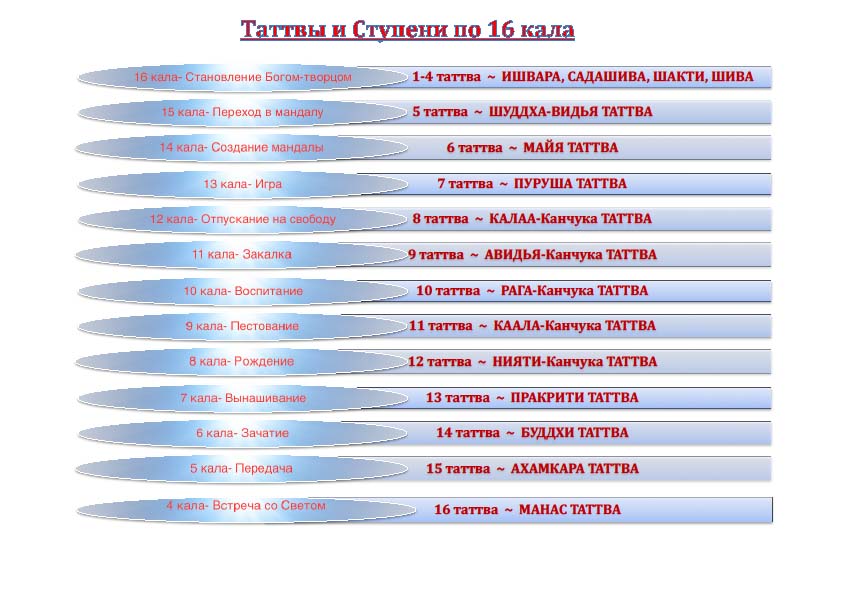 Таттвы и Ступени по 16 кала
16 кала- Становление Богом-творцом 1-4 таттва ~ ИШВАРА, САДАШИВА, ШАКТИ, ШИВА
15 кала- Переход в мандалу 5 таттва ~ ШУДДХА-ВИДЬЯ ТАТТВА
14 кала- Создание мандалы 6 таттва ~ МАЙЯ ТАТТВА
13 кала- Игра 7 таттва ~ ПУРУША ТАТТВА
12 кала- Отпускание на свободу 8 таттва ~ КАЛАА-Канчука ТАТТВА
11 кала- Закалка 9 таттва ~ АВИДЬЯ-Канчука ТАТТВА
10 кала- Воспитание 10 таттва ~ РАГА-Канчука ТАТТВА
9 кала- Пестование 11 таттва ~ КААЛА-Канчука ТАТТВА
8 кала- Рождение 12 таттва ~ НИЯТИ-Канчука ТАТТВА
7 кала- Вынашивание 13 таттва ~ ПРАКРИТИ ТАТТВА
6 кала- Зачатие 14 таттва ~ БУДДХИ ТАТТВА
5 кала- Передача 15 таттва ~ АХАМКАРА ТАТТВА
4 кала- Встреча со Светом 16 таттва ~ МАНАС ТАТТВА